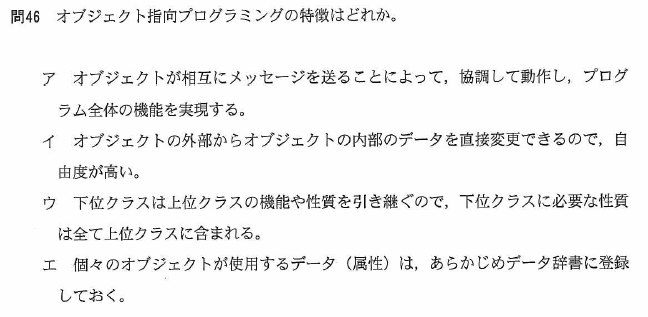 問46 オブジェクト指向プログラミングの特徴はどれか。
ア オブジェクトが相互にメッセージを送ることによって，協調して動作し，プログ
ラム全体の機能を実現する。
イ オブジェクトの外部からオブジェクトの内部のデータを直接変更できるので，自
由度が高い。
ウ 下位クラスは上位クラスの機能や性質を引き継ぐので，下位クラスに必要な性質
は全て上位クラスに含まれる。
エ 個々のオブジェクトが使用するデータ（属性）は，あらかじめデータ辞書に登録
しておく。